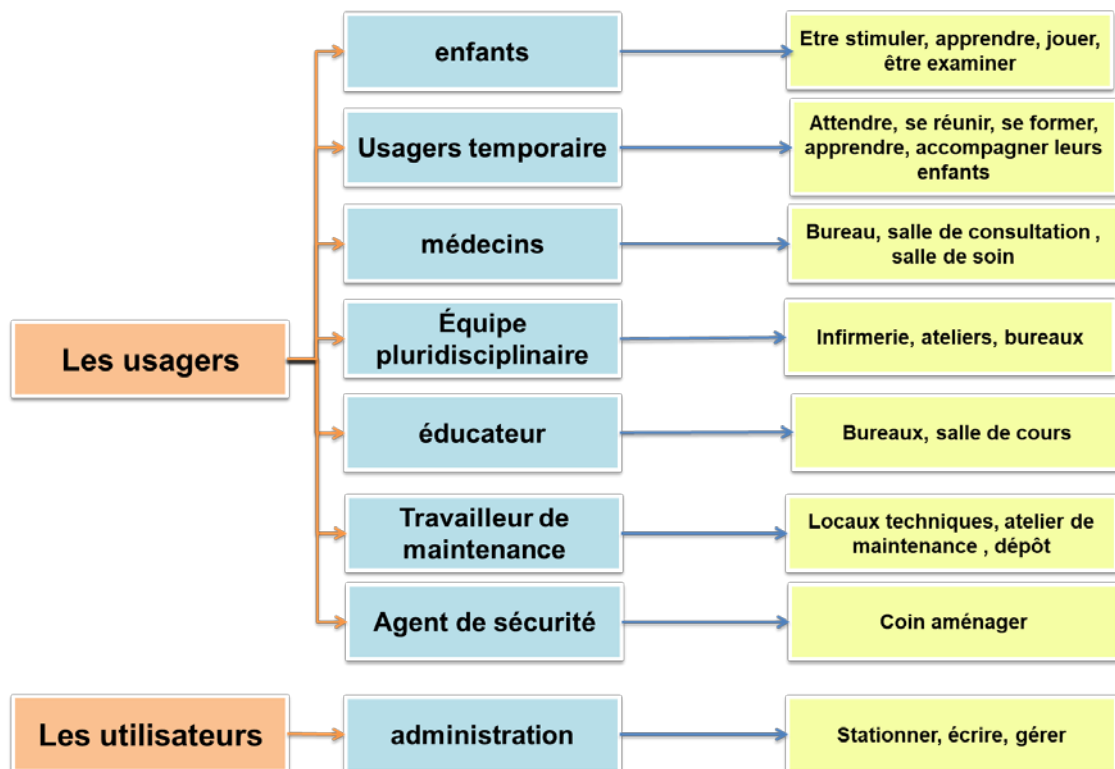 enfants
Etre stimuler, apprendre, jouer,
être examiner
Usagers temporaire
Attendre, se réunir, se former,
apprendre, accompagner leurs
enfants
médecins
Bureau, salle de consultation ,
salle de soin
Les usagers
Équipe
pluridisciplinaire
Infirmerie, ateliers, bureaux
éducateur
Bureaux, salle de cours
Travailleur de
maintenance
Locaux techniques, atelier de
maintenance , dépôt
Agent de sécurité
Coin aménager
Les utilisateurs
administration
Stationner, écrire, gérer